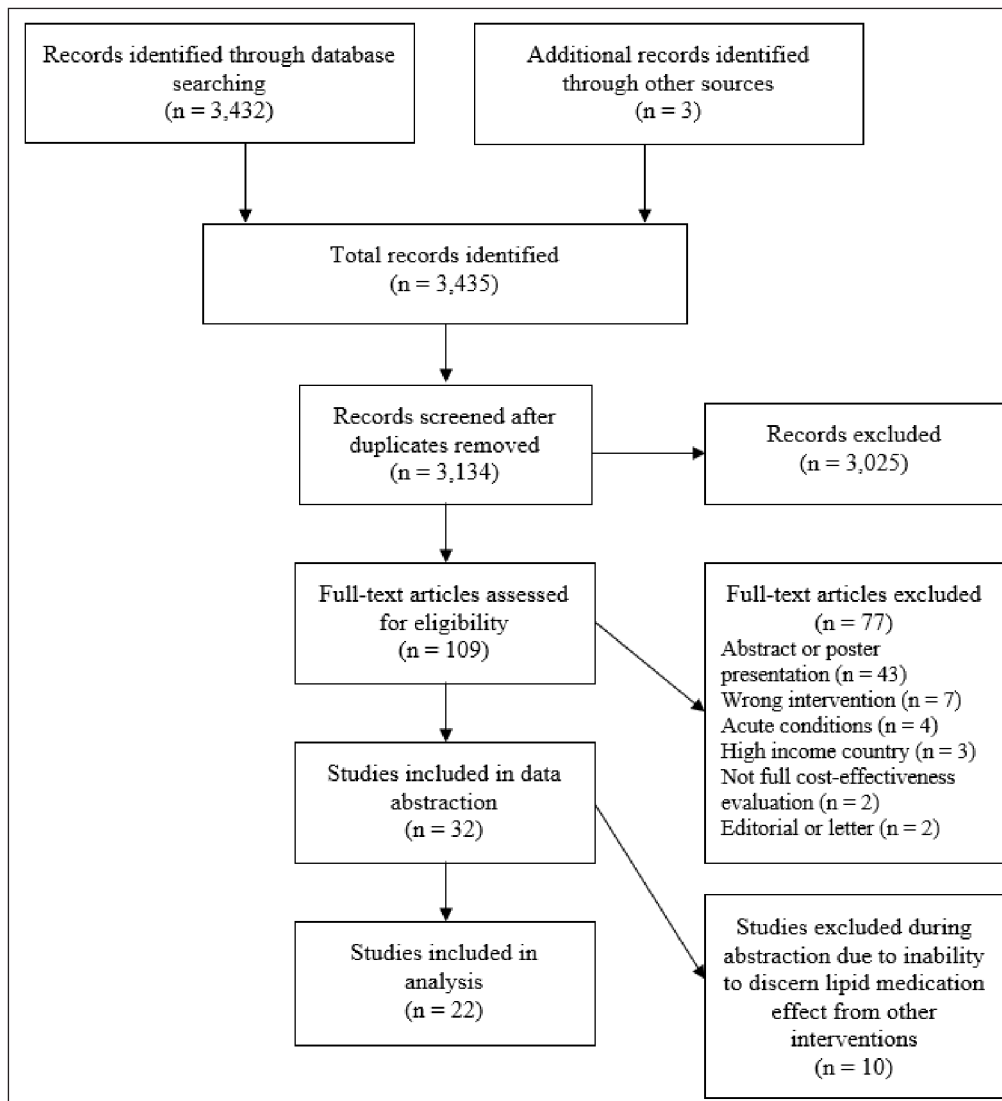 Records identified through database
searching
(n = 3,432)
Additional records identified
through other sources
(n = 3)
Total records identified
(n = 3,435)
Records screened after
duplicates removed
(n = 3,134)
Records excluded
(n = 3,025)
Full-text articles assessed
for eligibility
(n = 109)
Full-text articles excluded
(n = 77)
Abstract or poster
presentation (n = 43)
Wrong intervention (n = 7)
Acute conditions (n = 4)
High income country (n = 3)
Not full cost-effectiveness
evaluation (n = 2)
Editorial or letter (n = 2)
Studies included in data
abstraction
(n = 32)
Studies excluded during
abstraction due to inability
to discern lipid medication
effect from other
interventions
(n = 10)
Studies included in
analysis
(n = 22)